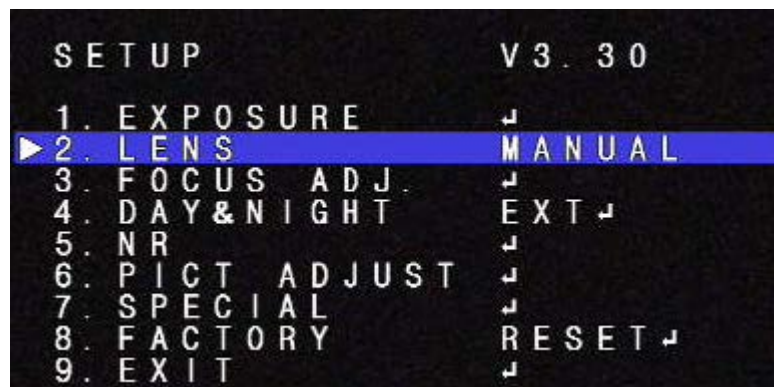 SETUP V3.30
1. EXPOSURE ↲
▶2. LENS MANUAL
3. FOCUS ADJ. ↲
4. DAY&NIGHT EXT↲
5. NR ↲
6. PICT ADJUST ↲
7. SPECIAL ↲
8. FACTORY RESET↲
9. EXIT ↲